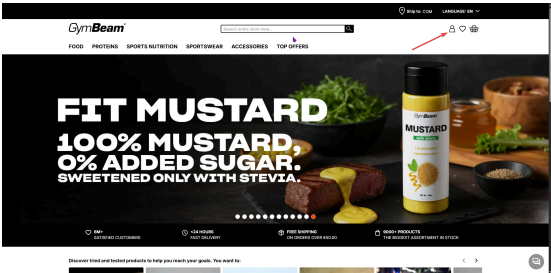 Ship to: .COM
LANGUAGE: EN
GymBeam
Search entire store here...
FOOD PROTEINS SPORTS NUTRITION SPORTSWEAR ACCESSORIES TOP OFFERS
FIT MUSTARD
100% MUSTARD,
0% ADDED SUGAR.
SWEETENED ONLY WITH STEVIA.
GymBeam
MUSTARD
6M+
SATISFIED CUSTOMERS
<24 HOURS
FAST DELIVERY
FREE SHIPPING
ON ORDERS OVER €50.00
9000+ PRODUCTS
THE BIGGEST ASSORTMENT IN STOCK
Discover tried and tested products to help you reach your goals. You want to: